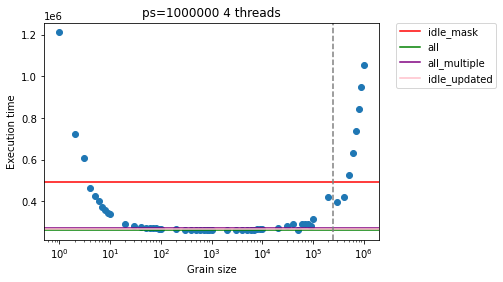 ps=1000000 4 threads
1e6
1.2
1.0
0.8
0.6
0.4
Execution time
10^0
10^1
10^2
10^3
10^4
10^5
10^6
Grain size
idle_mask
all
all_multiple
idle_updated